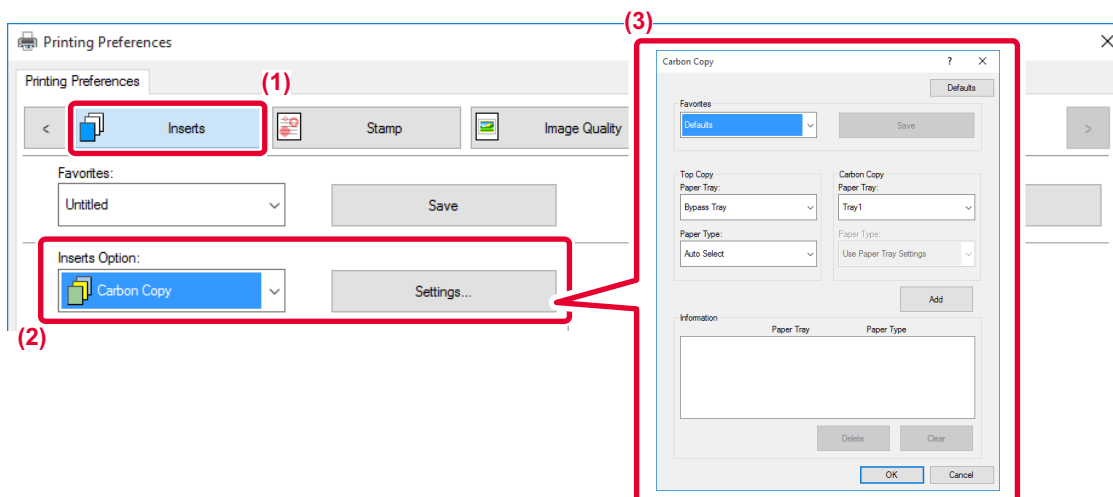 (3)
Printing Preferences
Printing Preferences
(1)
< Inserts Stamp Image Quality >
Favorites:
Untitled Save
Inserts Option:
Carbon Copy Settings...
(2)
Carbon Copy ?
Defaults
Favorites
Defaults Save
Top Copy Carbon Copy
Paper Tray: Paper Tray:
Bypass Tray Tray1
Paper Type: Paper Type:
Auto Select Use Paper Tray Settings
Add
Information
Paper Tray Paper Type
Delete Clear
OK Cancel